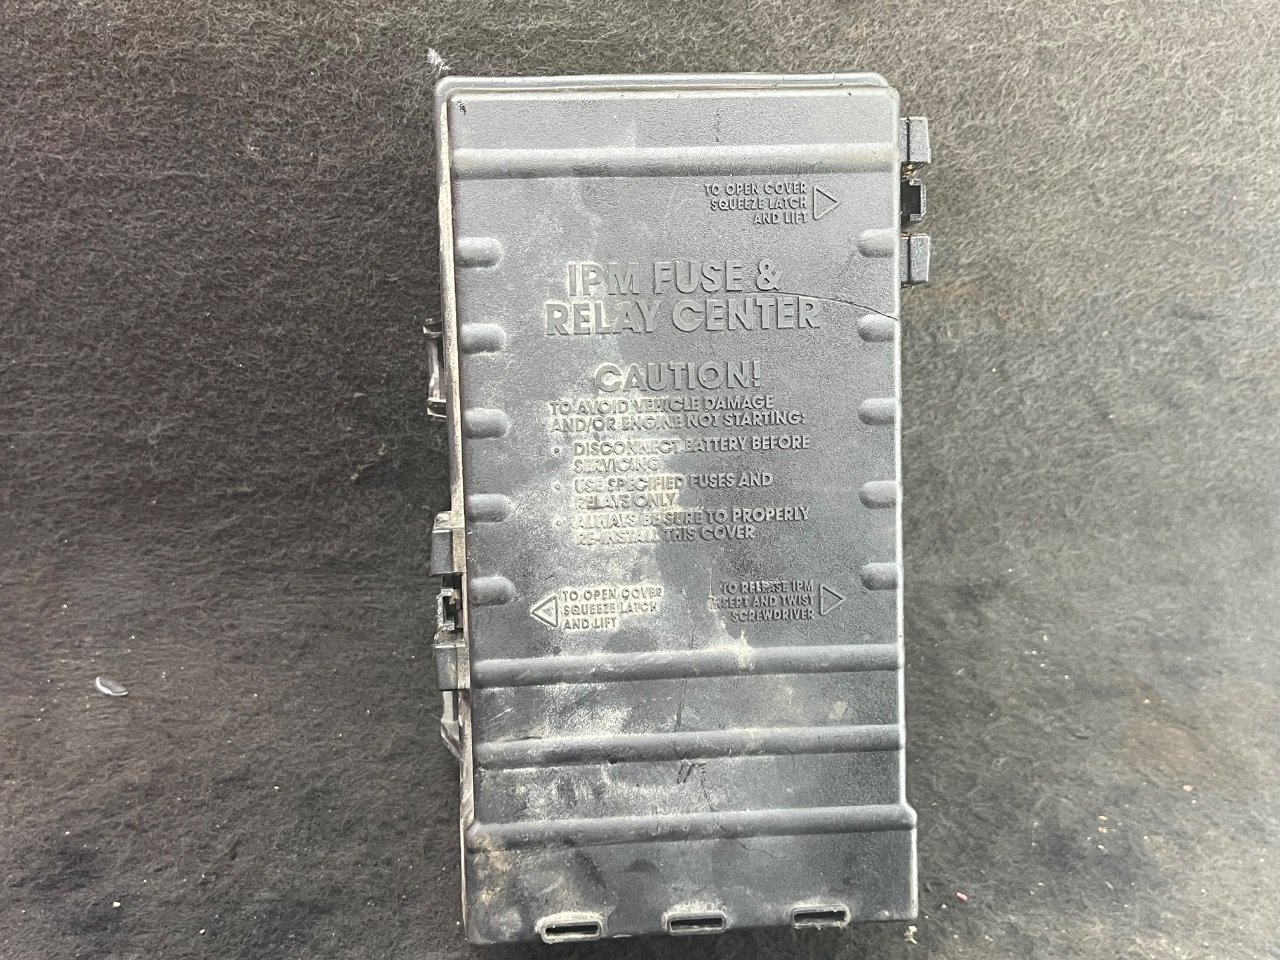 TO OPEN COVER
SQUEEZE LATCH
AND LIFT
IPM FUSE &
RELAY CENTER
CAUTION!
TO AVOID VEHICLE DAMAGE
AND/OR ENGINE NOT STARTING:
• DISCONNECT BATTERY BEFORE
SERVICING
• USE SPECIFIED FUSES AND
RELAYS ONLY
• ALWAYS BE SURE TO PROPERLY
RE-INSTALL THIS COVER
TO OPEN COVER
SQUEEZE LATCH
AND LIFT
TO RELEASE IPM
INSERT AND TWIST
SCREWDRIVER